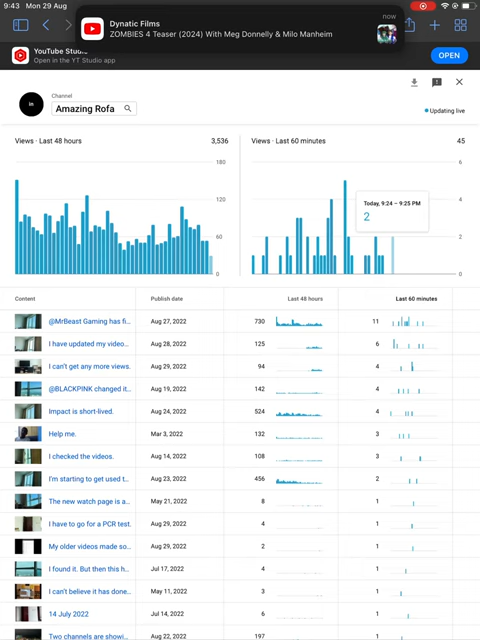 9:43 Mon 29 Aug
Dynatic Films
now
ZOMBIES 4 Teaser (2024) With Meg Donnelly & Milo Manheim
YouTube Studio
Open in the YT Studio app
OPEN
in
Channel
Amazing Rofa
Updating live
Views · Last 48 hours 3,536
Views · Last 60 minutes 45
180
120
60
0
6
4
2
0
Today, 9:24 – 9:25 PM
2
Content Publish date Last 48 hours Last 60 minutes
@MrBeast Gaming has fi... Aug 27, 2022 730 11
I have updated my video... Aug 28, 2022 125 6
I can't get any more views. Aug 29, 2022 94 4
@BLACKPINK changed it... Aug 19, 2022 142 4
Impact is short-lived. Aug 24, 2022 524 4
Help me. Mar 3, 2022 132 3
I checked the videos. Aug 14, 2022 108 3
I'm starting to get used t... Aug 23, 2022 456 2
The new watch page is a... May 21, 2022 8 1
I have to go for a PCR test. Aug 29, 2022 4 1
My older videos made so... Aug 29, 2022 2 1
I found it. But then this h... Jul 17, 2022 4 1
I can't believe it has done... May 11, 2022 3 1
14 July 2022 Jul 14, 2022 6 1
Two channels are showi... Aug 22, 2022 197 1